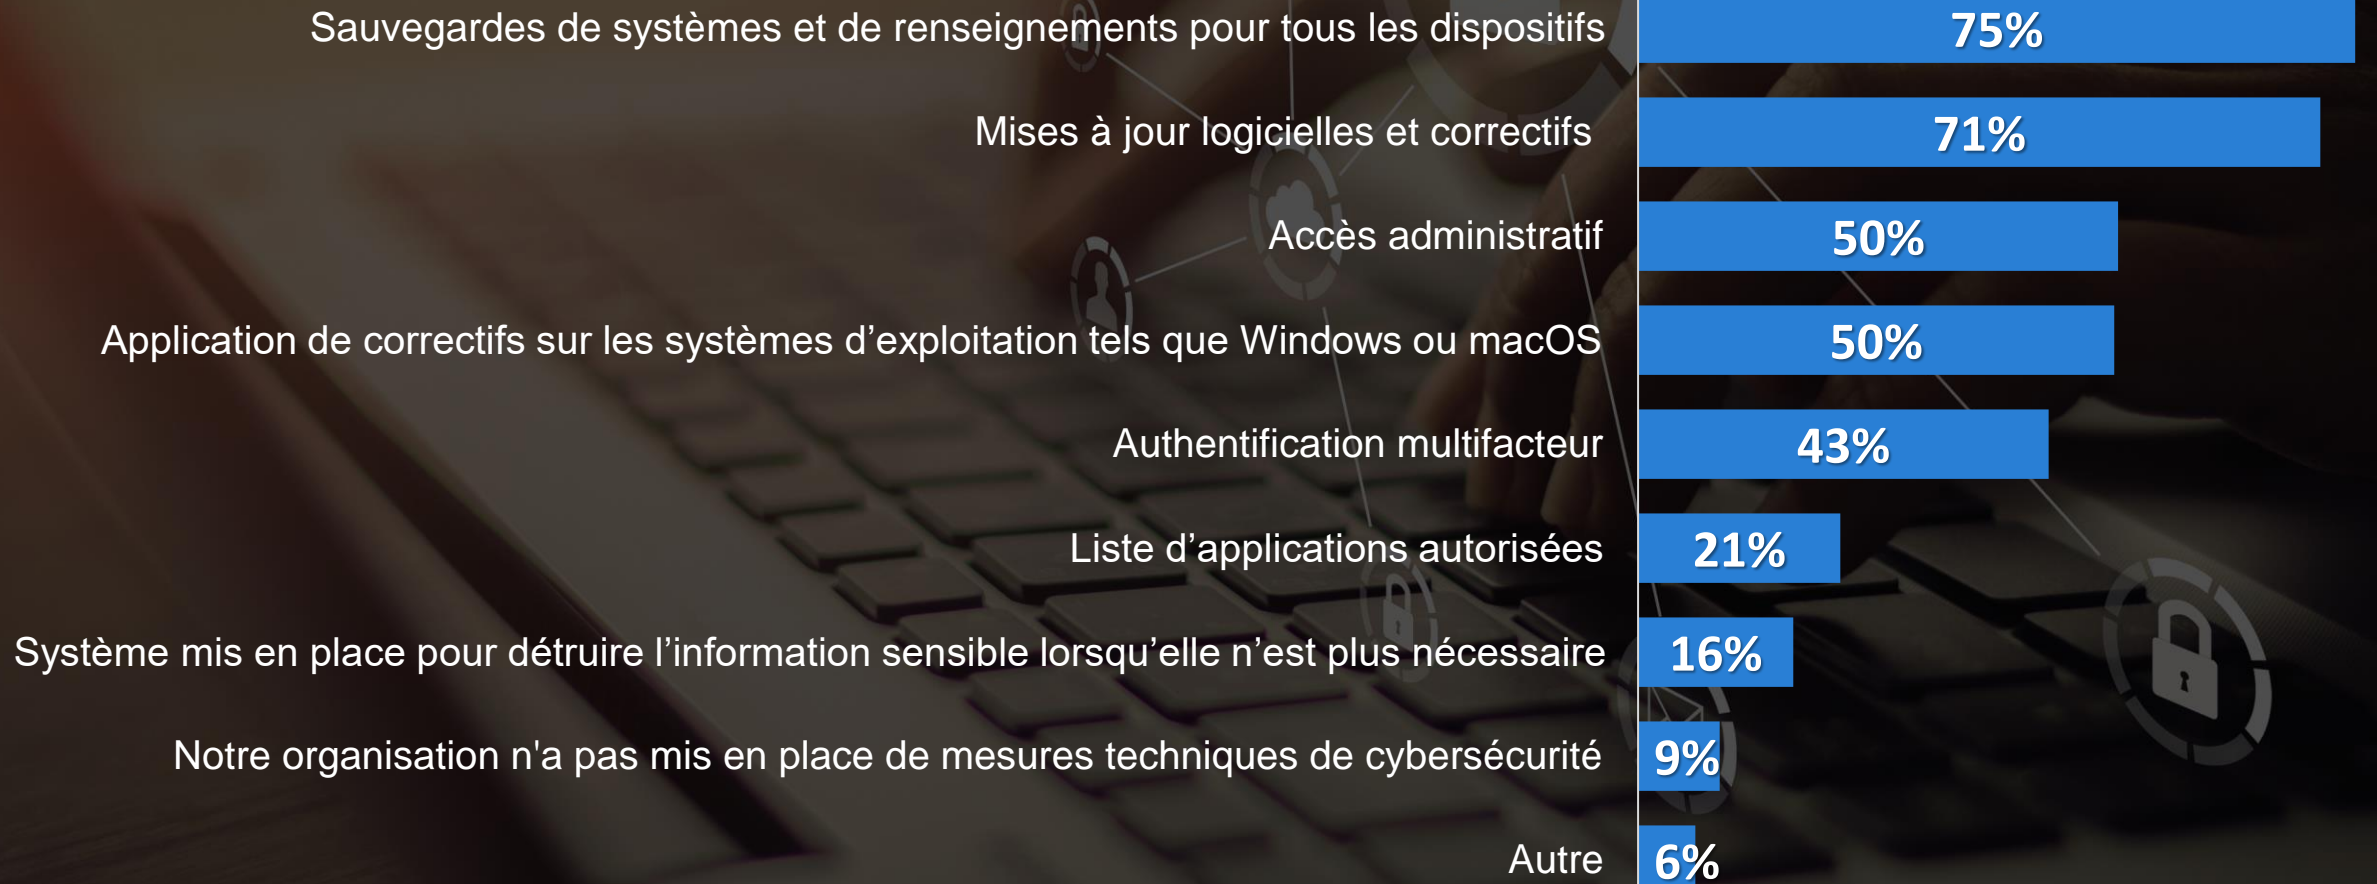 Sauvegardes de systèmes et de renseignements pour tous les dispositifs 75%
Mises à jour logicielles et correctifs 71%
Accès administratif 50%
Application de correctifs sur les systèmes d’exploitation tels que Windows ou macOS 50%
Authentification multifacteur 43%
Liste d’applications autorisées 21%
Système mis en place pour détruire l’information sensible lorsqu’elle n’est plus nécessaire 16%
Notre organisation n'a pas mis en place de mesures techniques de cybersécurité 9%
Autre 6%